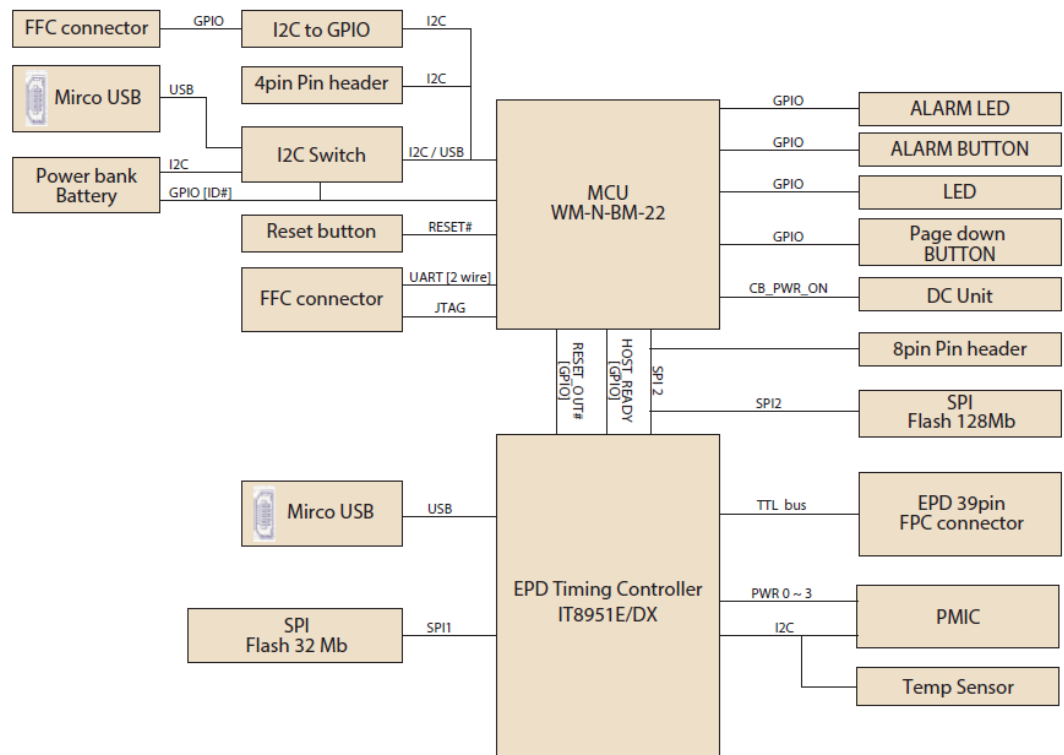 FFC connector
GPIO
I2C to GPIO
I2C
Mirco USB
USB
4pin Pin header
I2C
I2C Switch
I2C / USB
Power bank
Battery
I2C
GPIO [ID#]
Reset button
RESET#
FFC connector
UART [2 wire]
JTAG
MCU
WM-N-BM-22
GPIO
ALARM LED
GPIO
ALARM BUTTON
GPIO
LED
GPIO
Page down
BUTTON
CB_PWR_ON
DC Unit
8pin Pin header
RESET_OUT#
[GPIO]
HOST_READY
[GPIO]
SPI 2
SPI2
SPI
Flash 128Mb
Mirco USB
USB
SPI
Flash 32 Mb
SPI1
EPD Timing Controller
IT8951E/DX
TTL bus
EPD 39pin
FPC connector
PWR 0 ~ 3
I2C
PMIC
Temp Sensor